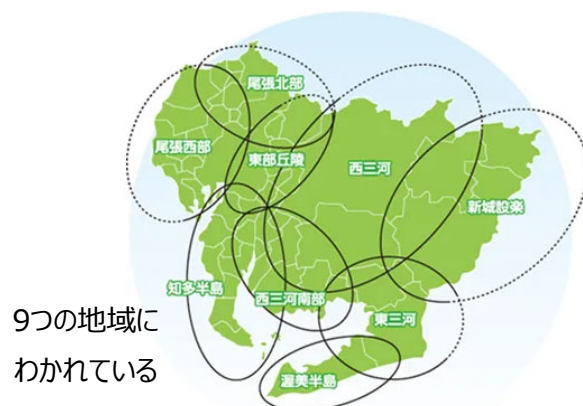 尾張北部
尾張西部
東部丘陵
西三河
新城設楽
知多半島
西三河南部
東三河
渥美半島
9つの地域に
わかれている